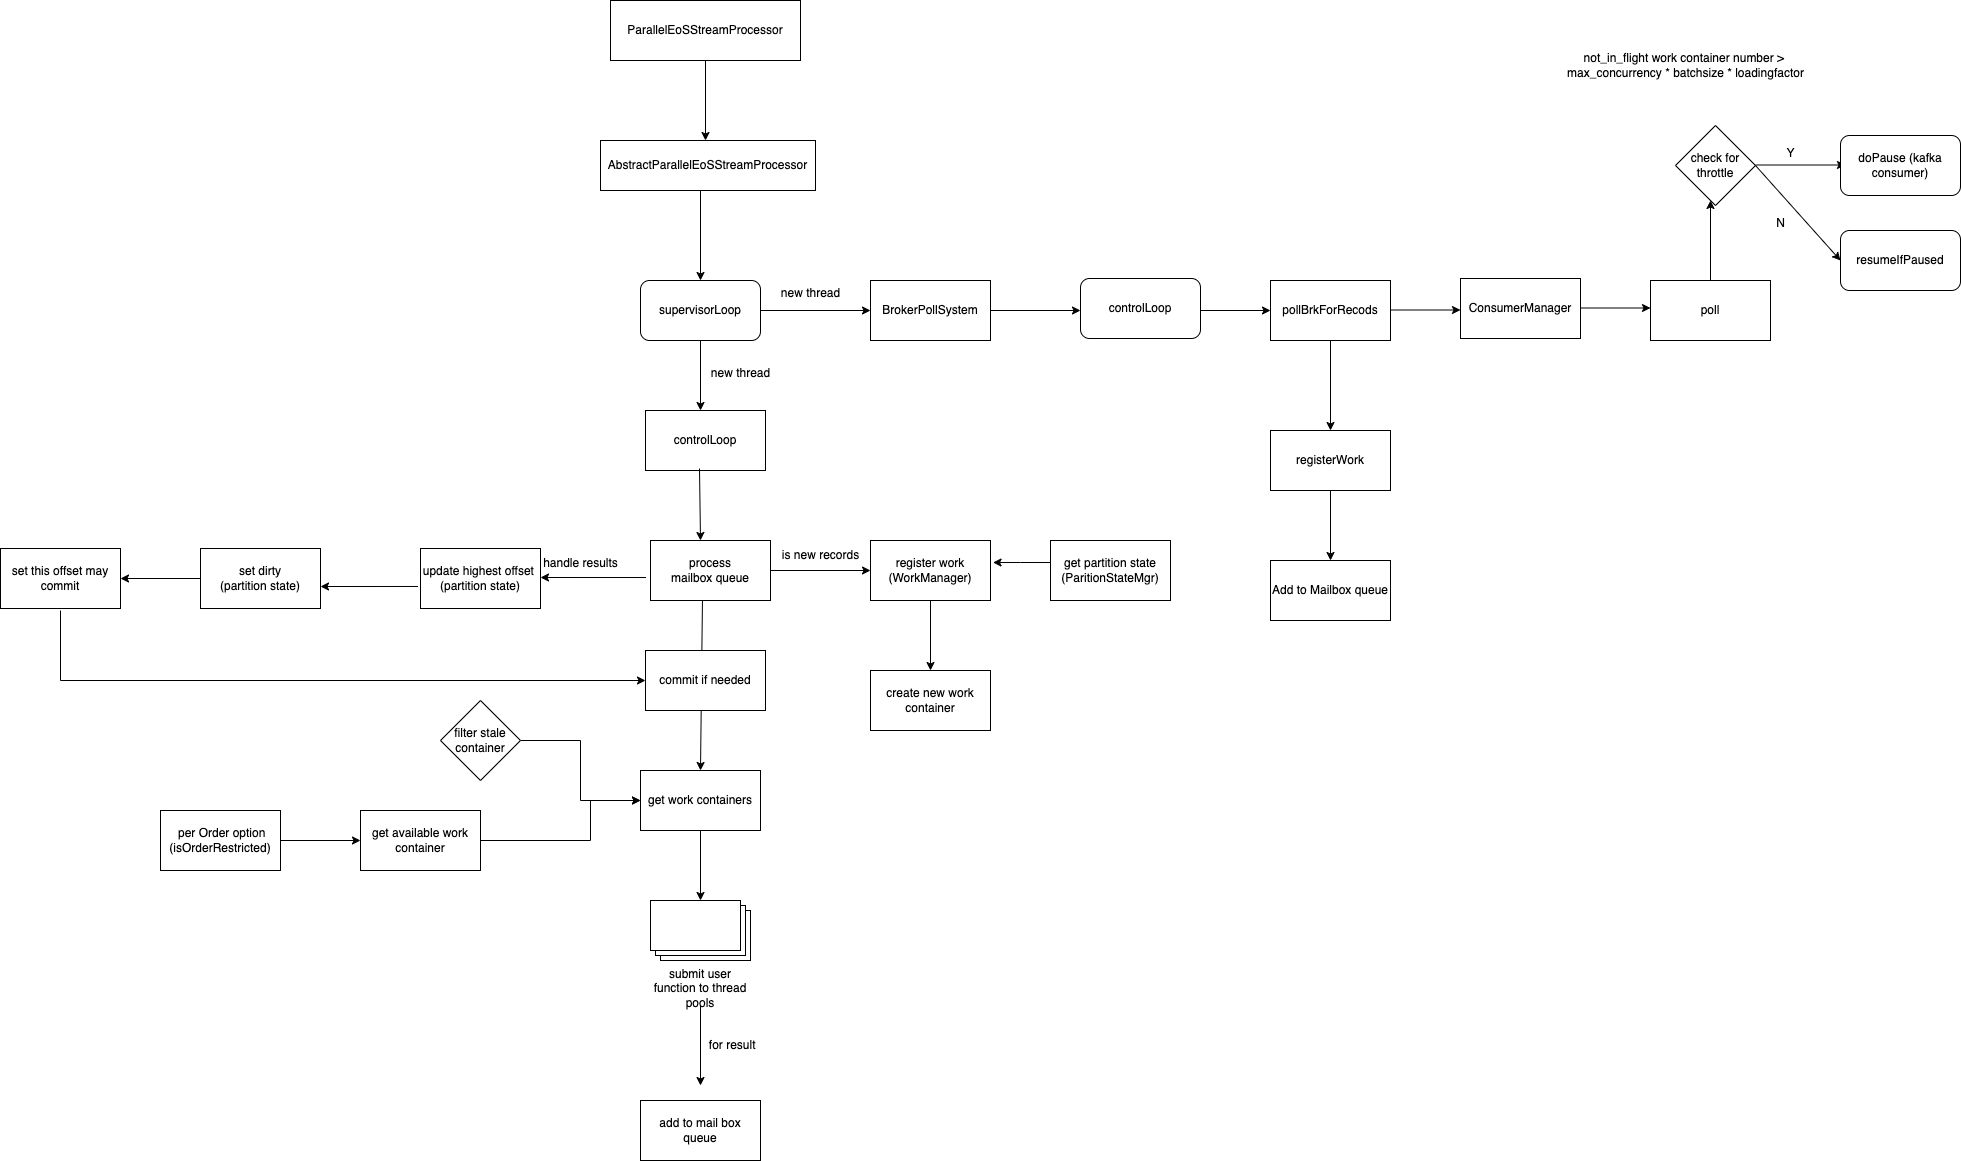 ParallelEoSStreamProcessor
not_in_flight work container number >
max_concurrency * batchsize * loadingfactor
AbstractParallelEoSStreamProcessor
check for
throttle
Y
doPause (kafka
consumer)
N
resumeIfPaused
supervisorLoop
new thread
BrokerPollSystem
controlLoop
pollBrkForRecods
ConsumerManager
poll
new thread
controlLoop
registerWork
set this offset may
commit
set dirty
(partition state)
update highest offset
(partition state)
handle results
process
mailbox queue
is new records
register work
(WorkManager)
get partition state
(ParitionStateMgr)
Add to Mailbox queue
commit if needed
create new work
container
filter stale
container
get work containers
per Order option
(isOrderRestricted)
get available work
container
submit user
function to thread
pools
for result
add to mail box
queue